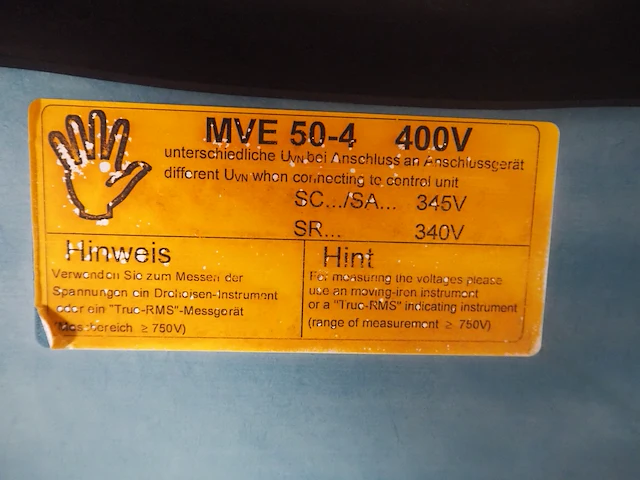 MVE 50-4 400V
unterschiedliche UVN bei Anschluss an Anschlussgerät
different UVN when connecting to control unit
SC.../SA... 345V
SR... 340V
Hinweis
Verwenden Sie zum Messen der
Spannungen ein Dreheisen-Instrument
oder ein "True-RMS"-Messgerät
(Messbereich ≥ 750V)
Hint
For measuring the voltages please
use an moving-iron instrument
or a "True-RMS" indicating instrument
(range of measurement ≥ 750V)